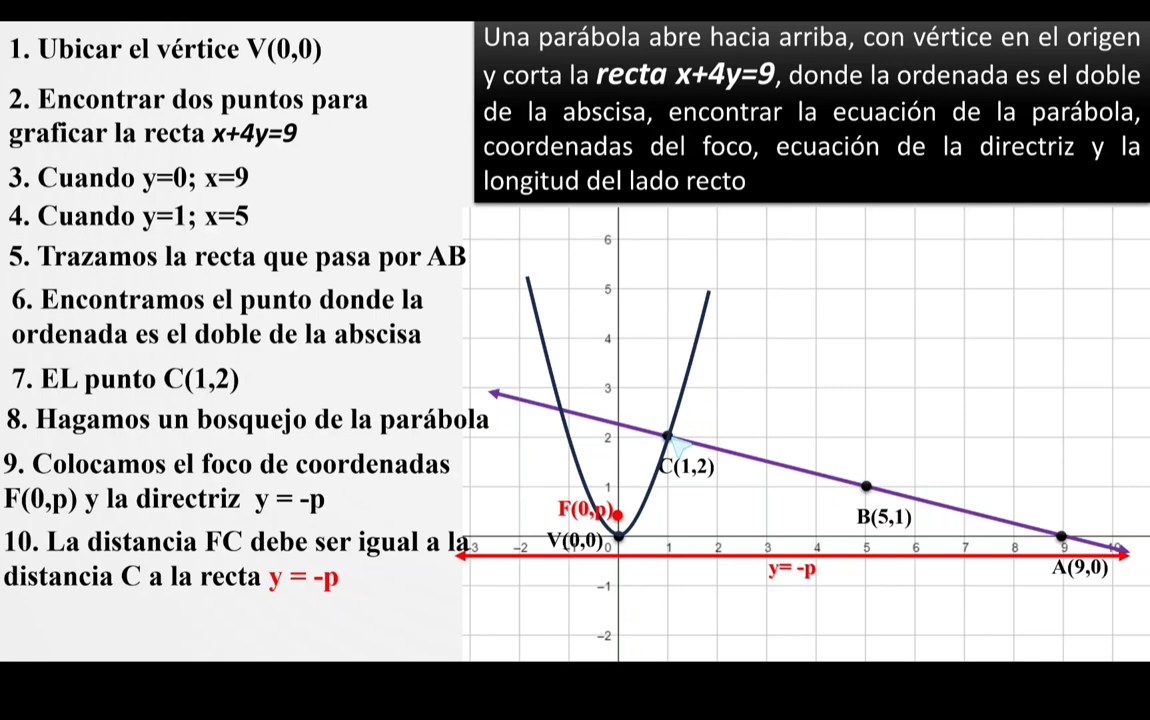 1. Ubicar el vértice V(0,0)
2. Encontrar dos puntos para
graficar la recta x+4y=9
3. Cuando y=0; x=9
4. Cuando y=1; x=5
5. Trazamos la recta que pasa por AB
6. Encontramos el punto donde la
ordenada es el doble de la abscisa
7. EL punto C(1,2)
8. Hagamos un bosquejo de la parábola
9. Colocamos el foco de coordenadas
F(0,p) y la directriz y = -p
10. La distancia FC debe ser igual a la
distancia C a la recta y = -p
Una parábola abre hacia arriba, con vértice en el origen
y corta la recta x+4y=9, donde la ordenada es el doble
de la abscisa, encontrar la ecuación de la parábola,
coordenadas del foco, ecuación de la directriz y la
longitud del lado recto
6
5
4
3
2
C(1,2)
1
F(0,p)
B(5,1)
V(0,0)
-3 -2 0 1 2 3 4 5 6 7 8 9 10
y= -p
A(9,0)
-1
-2